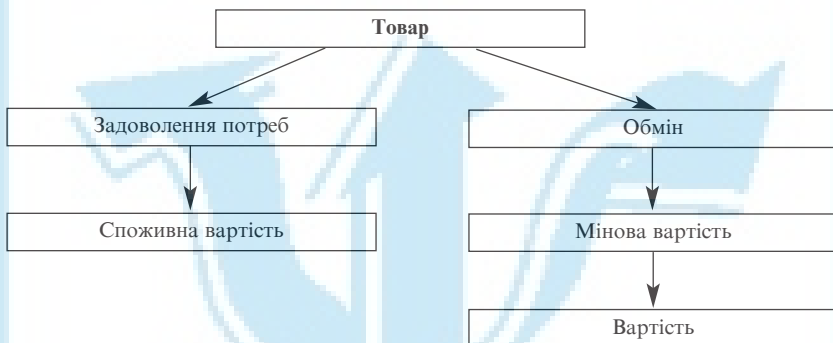 Товар
Задоволення потреб
Обмін
Споживна вартість
Мінова вартість
Вартість